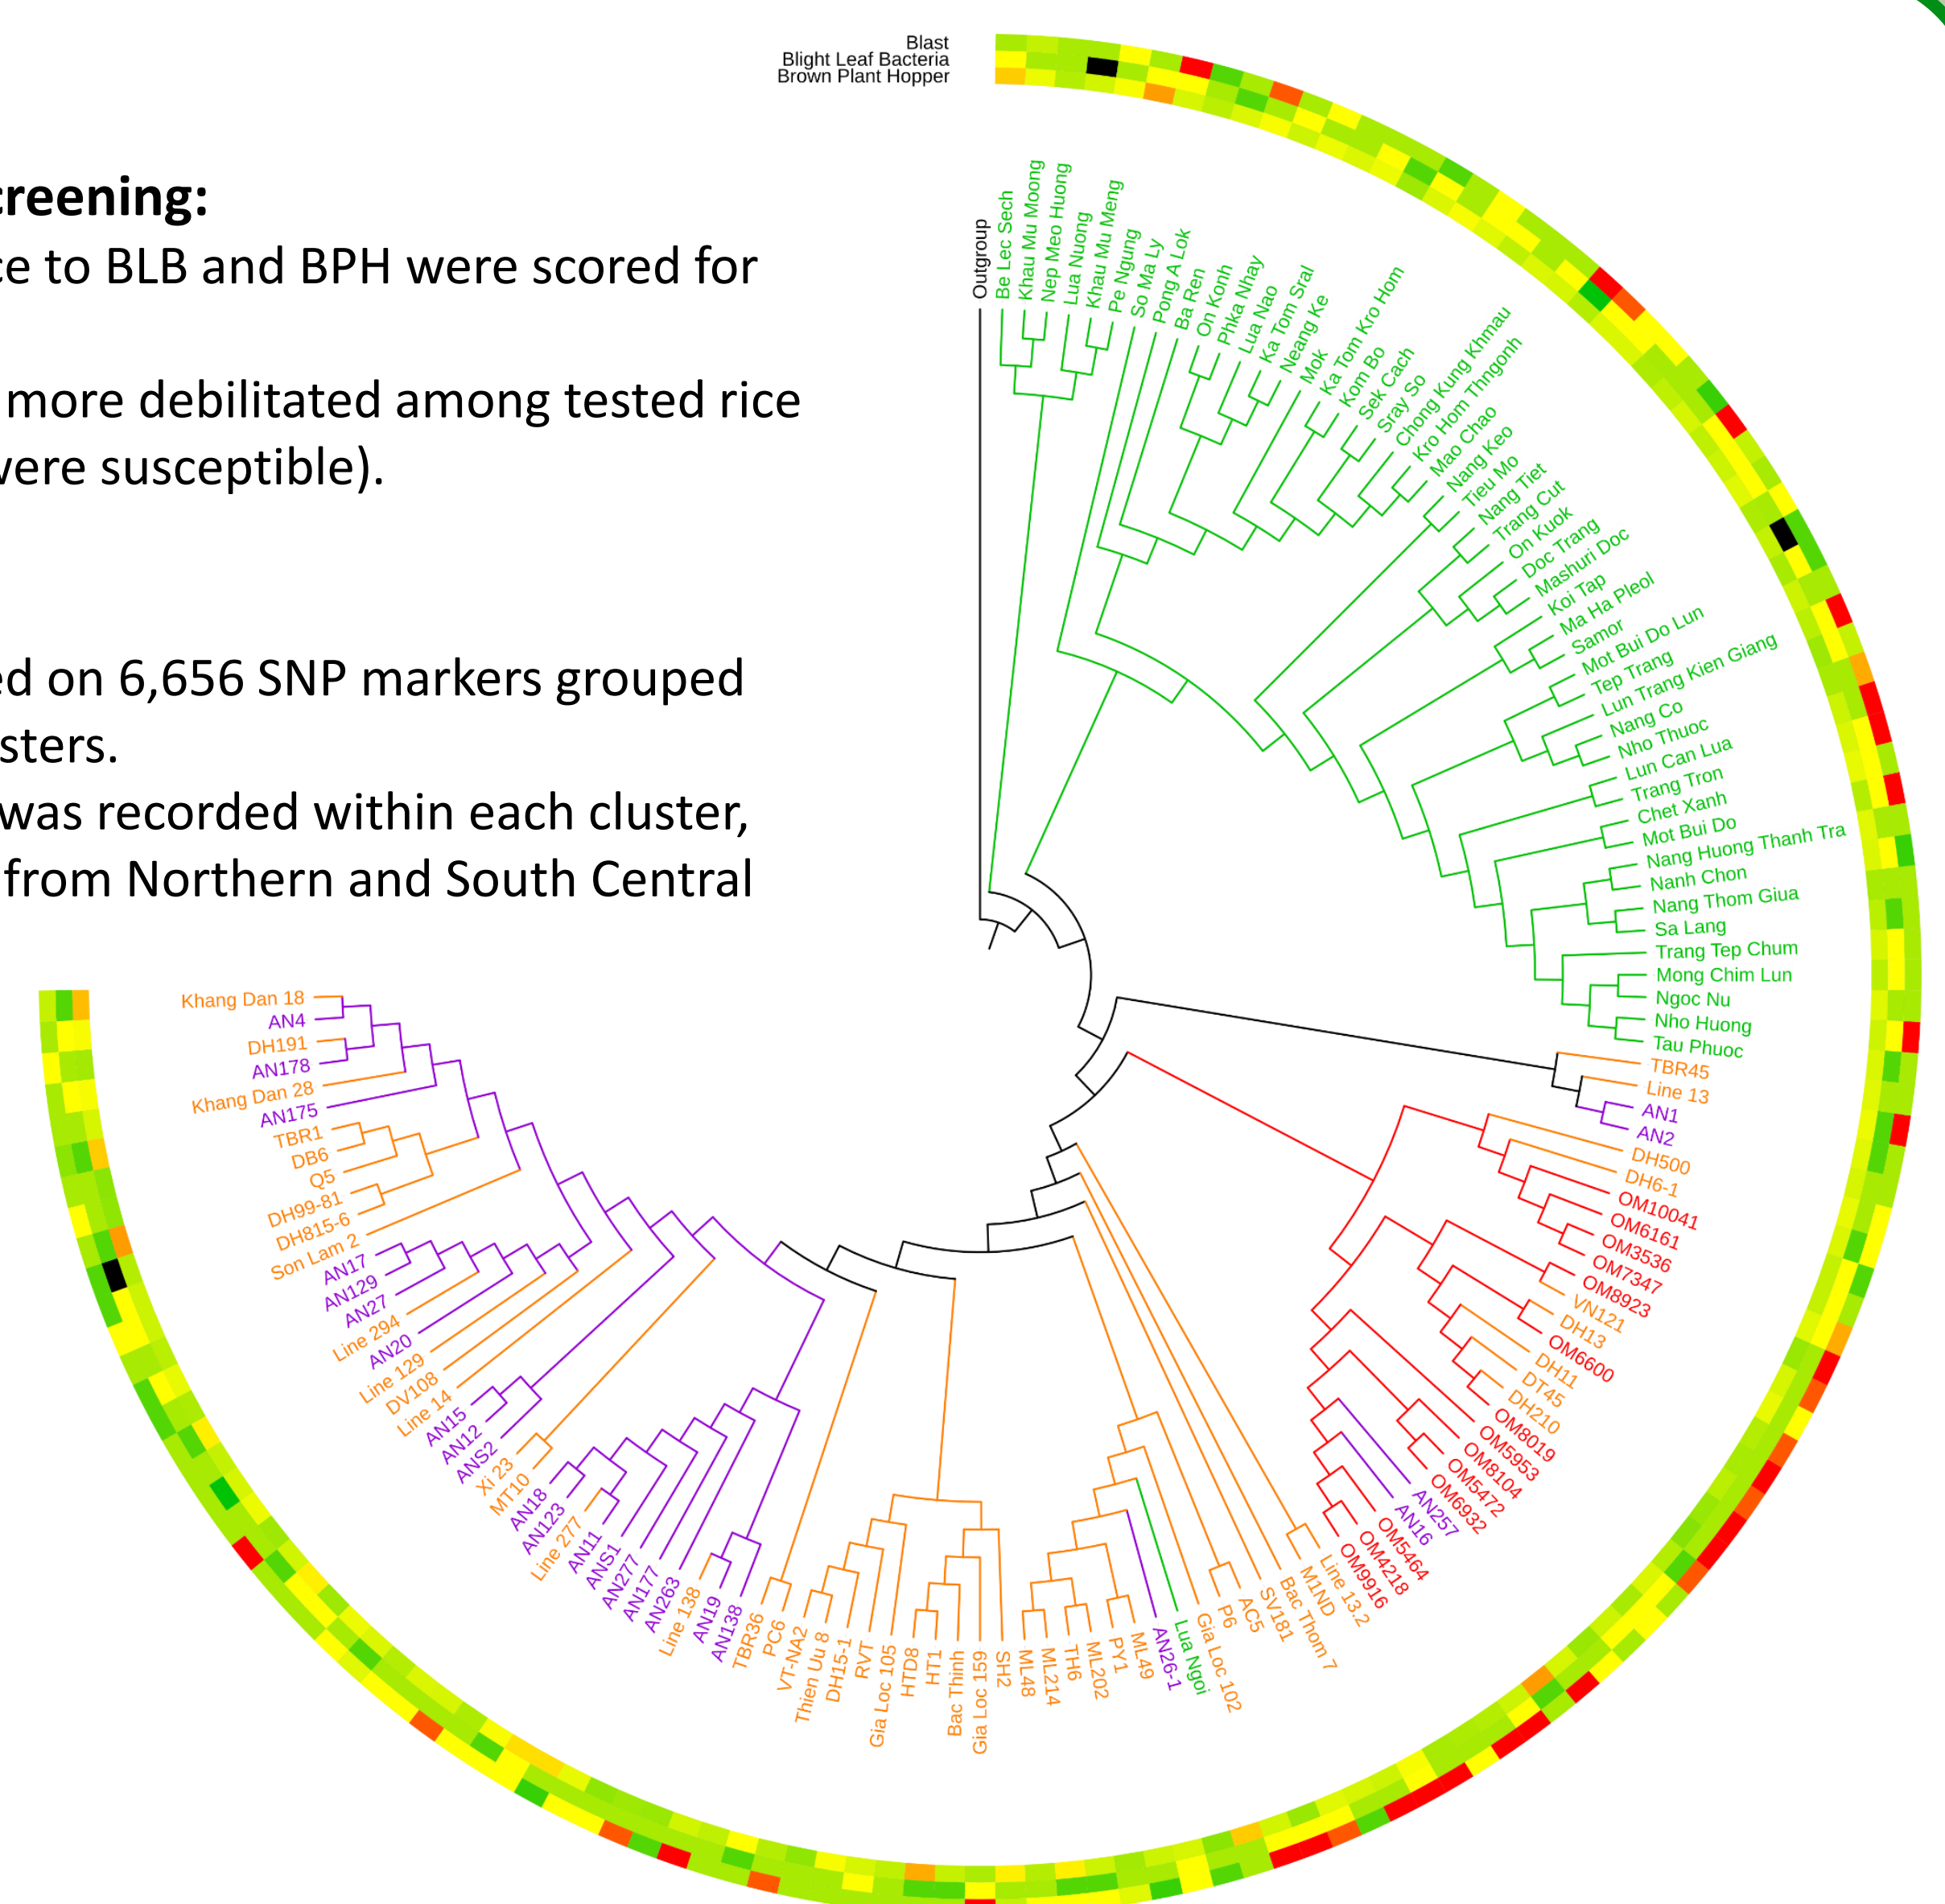 Blast
Blight Leaf Bacteria
Brown Plant Hopper
creening:
ce to BLB and BPH were scored for
more debilitated among tested rice
were susceptible).
ed on 6,656 SNP markers grouped
sters.
was recorded within each cluster,
from Northern and South Central
Outgroup
Be Lec Sech
Khau Mu Moong
Nep Meo Huong
Lua Nuong
Khau Mu Meng
Pe Ngung
So Ma Ly
Pong A Lok
Ba Ren
On Konh
Phka Nhay
Lua Nao
Ka Tom Sral
Neang Ke
Mok
Ka Tom Kro Hom
Kom Bo
Sek Cach
Sray So
Chong Kung Khmau
Kro Hom Thngonh
Mao Chao
Nang Keo
Tieu Mo
Nang Tiet
Trang Cut
On Kuok
Doc Trang
Mashuri Doc
Koi Tap
Ma Ha Pleol
Samor
Mot Bui Do Lun
Tep Trang
Lun Trang Kien Giang
Nang Co
Nho Thuoc
Lun Can Lua
Trang Tron
Chet Xanh
Mot Bui Do
Nang Huong Thanh Tra
Nanh Chon
Nang Thom Giua
Sa Lang
Trang Tep Chum
Mong Chim Lun
Ngoc Nu
Nho Huong
Tau Phuoc
TBR45
Line 13
AN1
AN2
DH500
DH6-1
OM10041
OM6161
OM3536
OM7347
OM8923
VN121
DH13
OM6600
DH11
DT45
DH210
OM8019
OM5953
OM8104
OM5472
OM6932
AN257
AN16
OM5464
OM4218
OM9916
Line 13.2
M1ND
Bac Thom 7
SV181
AC5
P6
Gia Loc 102
Lua Ngoi
AN26-1
ML49
PY1
ML202
TH6
ML214
ML48
SH2
Gia Loc 159
Bac Thinh
HT1
HTD8
Gia Loc 105
RVT
DH15-1
Thien Uu 8
VT-NA2
PC6
TBR36
AN138
AN19
Line 138
AN263
AN177
AN277
ANS1
AN11
Line 277
AN123
AN18
MT10
Xi 23
ANS2
AN12
AN15
Line 14
DV108
Line 129
AN20
Line 294
AN27
AN129
AN17
Son Lam 2
DH815-6
DH99-81
Q5
DB6
TBR1
AN175
Khang Dan 28
AN178
DH191
AN4
Khang Dan 18